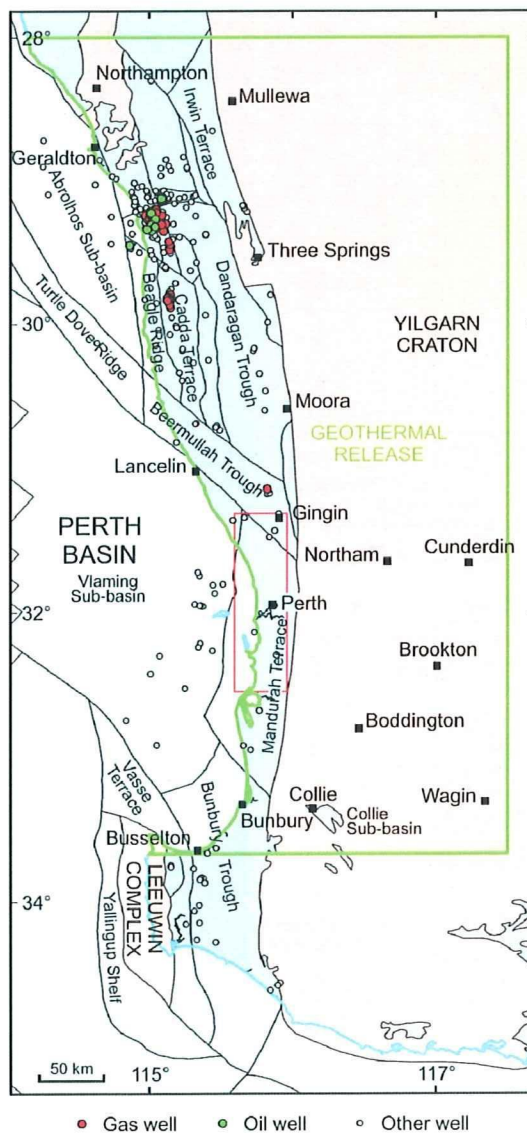 28°
Northampton
Mullewa
Irwin Terrace
Geraldton
Abrolhos Sub-basin
Three Springs
Turtle Dove Ridge
Beagle Ridge
Cadda Terrace
Dandaragan Trough
30°
YILGARN
CRATON
Moora
GEOTHERMAL
RELEASE
Beermullah Trough
Lancelin
Gingin
PERTH
BASIN
Vlaming
Sub-basin
Northam
Cunderdin
32°
Perth
Mandurah Terrace
Brookton
Boddington
Vasse
Terrace
Bunbury
Trough
Bunbury
Collie
Collie
Sub-basin
Wagin
Busselton
LEEUWIN
COMPLEX
34°
Yallingup Shelf
50 km
115°
117°
Gas well
Oil well
Other well